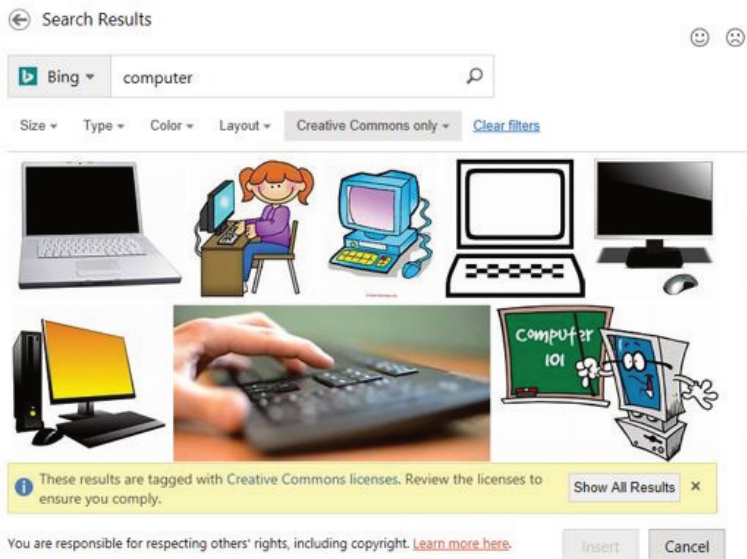 Search Results
Bing
computer
Size Type Color Layout Creative Commons only Clear filters
Computer
101
These results are tagged with Creative Commons licenses. Review the licenses to
ensure you comply.
Show All Results
You are responsible for respecting others' rights, including copyright. Learn more here.
Insert Cancel